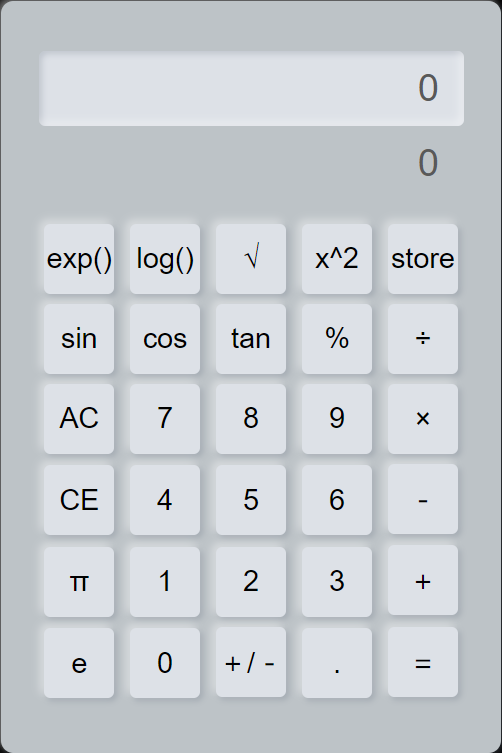 0
0
exp() log() √ x^2 store
sin cos tan % ÷
AC 7 8 9 ×
CE 4 5 6 -
π 1 2 3 +
e 0 +/- . =